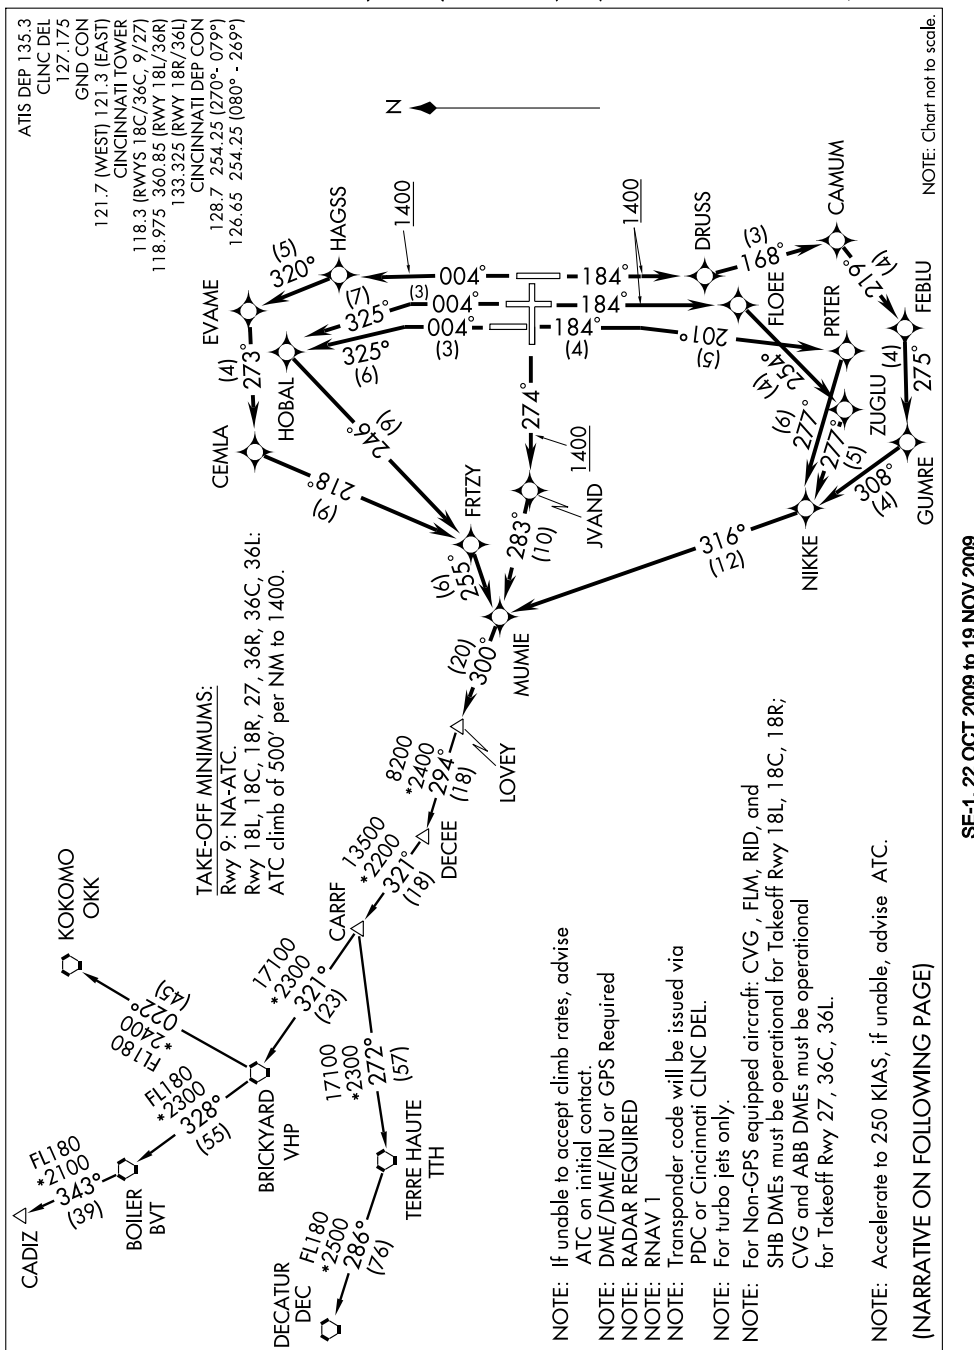 ATIS DEP 135.3
CLNC DEL
127.175
GND CON
121.7 (WEST) 121.3 (EAST)
CINCINNATI TOWER
118.3 (RWYS 18C/36C, 9/27)
118.975 360.85 (RWY 18L/36R)
133.325 (RWY 18R/36L)
CINCINNATI DEP CON
128.7 254.25 (270°- 079°)
126.65 254.25 (080° - 269°)
N
NOTE: Chart not to scale.
TAKE-OFF MINIMUMS:
Rwy 9: NA-ATC.
Rwy 18L, 18C, 18R, 27, 36R, 36C, 36L:
ATC climb of 500' per NM to 1400.
HAGSS
1400
004°
(5)
320°
EVAME
(4)
273°
CEMLA
218°
(9)
(7)
325°
(3)
004°
HOBAL
325°
(9)
004°
(3)
246°
(9)
FRTZY
(6)
255°
274°
1400
JVAND
283°
(10)
184°
1400
DRUSS
168°
(3)
CAMUM
219°
(4)
FEBLU
(4)
275°
GUMRE
308°
(4)
184°
FLOEE
254°
(4)
ZUGLU
277°
(5)
184°
(4)
201°
(5)
PRTER
277°
(6)
NIKKE
316°
(12)
MUMIE
(20)
300°
LOVEY
8200
*2400
294°
(18)
DECEE
13500
*2200
321°
(18)
CARRF
17100
*2300
321°
(23)
BRICKYARD
VHP
FL180
*2400
022°
(45)
KOKOMO
OKK
FL180
*2300
328°
(55)
BOILER
BVT
FL180
*2100
343°
(39)
CADIZ
17100
*2300
272°
(57)
TERRE HAUTE
TTH
FL180
*2500
286°
(76)
DECATUR
DEC
NOTE: If unable to accept climb rates, advise
ATC on initial contact.
NOTE: DME/DME/IRU or GPS Required
NOTE: RADAR REQUIRED
NOTE: RNAV 1
NOTE: Transponder code will be issued via
PDC or Cincinnati CLNC DEL.
NOTE: For turbo jets only.
NOTE: For Non-GPS equipped aircraft: CVG , FLM, RID, and
SHB DMEs must be operational for Takeoff Rwy 18L, 18C, 18R;
CVG and ABB DMEs must be operational
for Takeoff Rwy 27, 36C, 36L.
NOTE: Accelerate to 250 KIAS, if unable, advise ATC.
(NARRATIVE ON FOLLOWING PAGE)
SE-1, 22 OCT 2009 to 19 NOV 2009